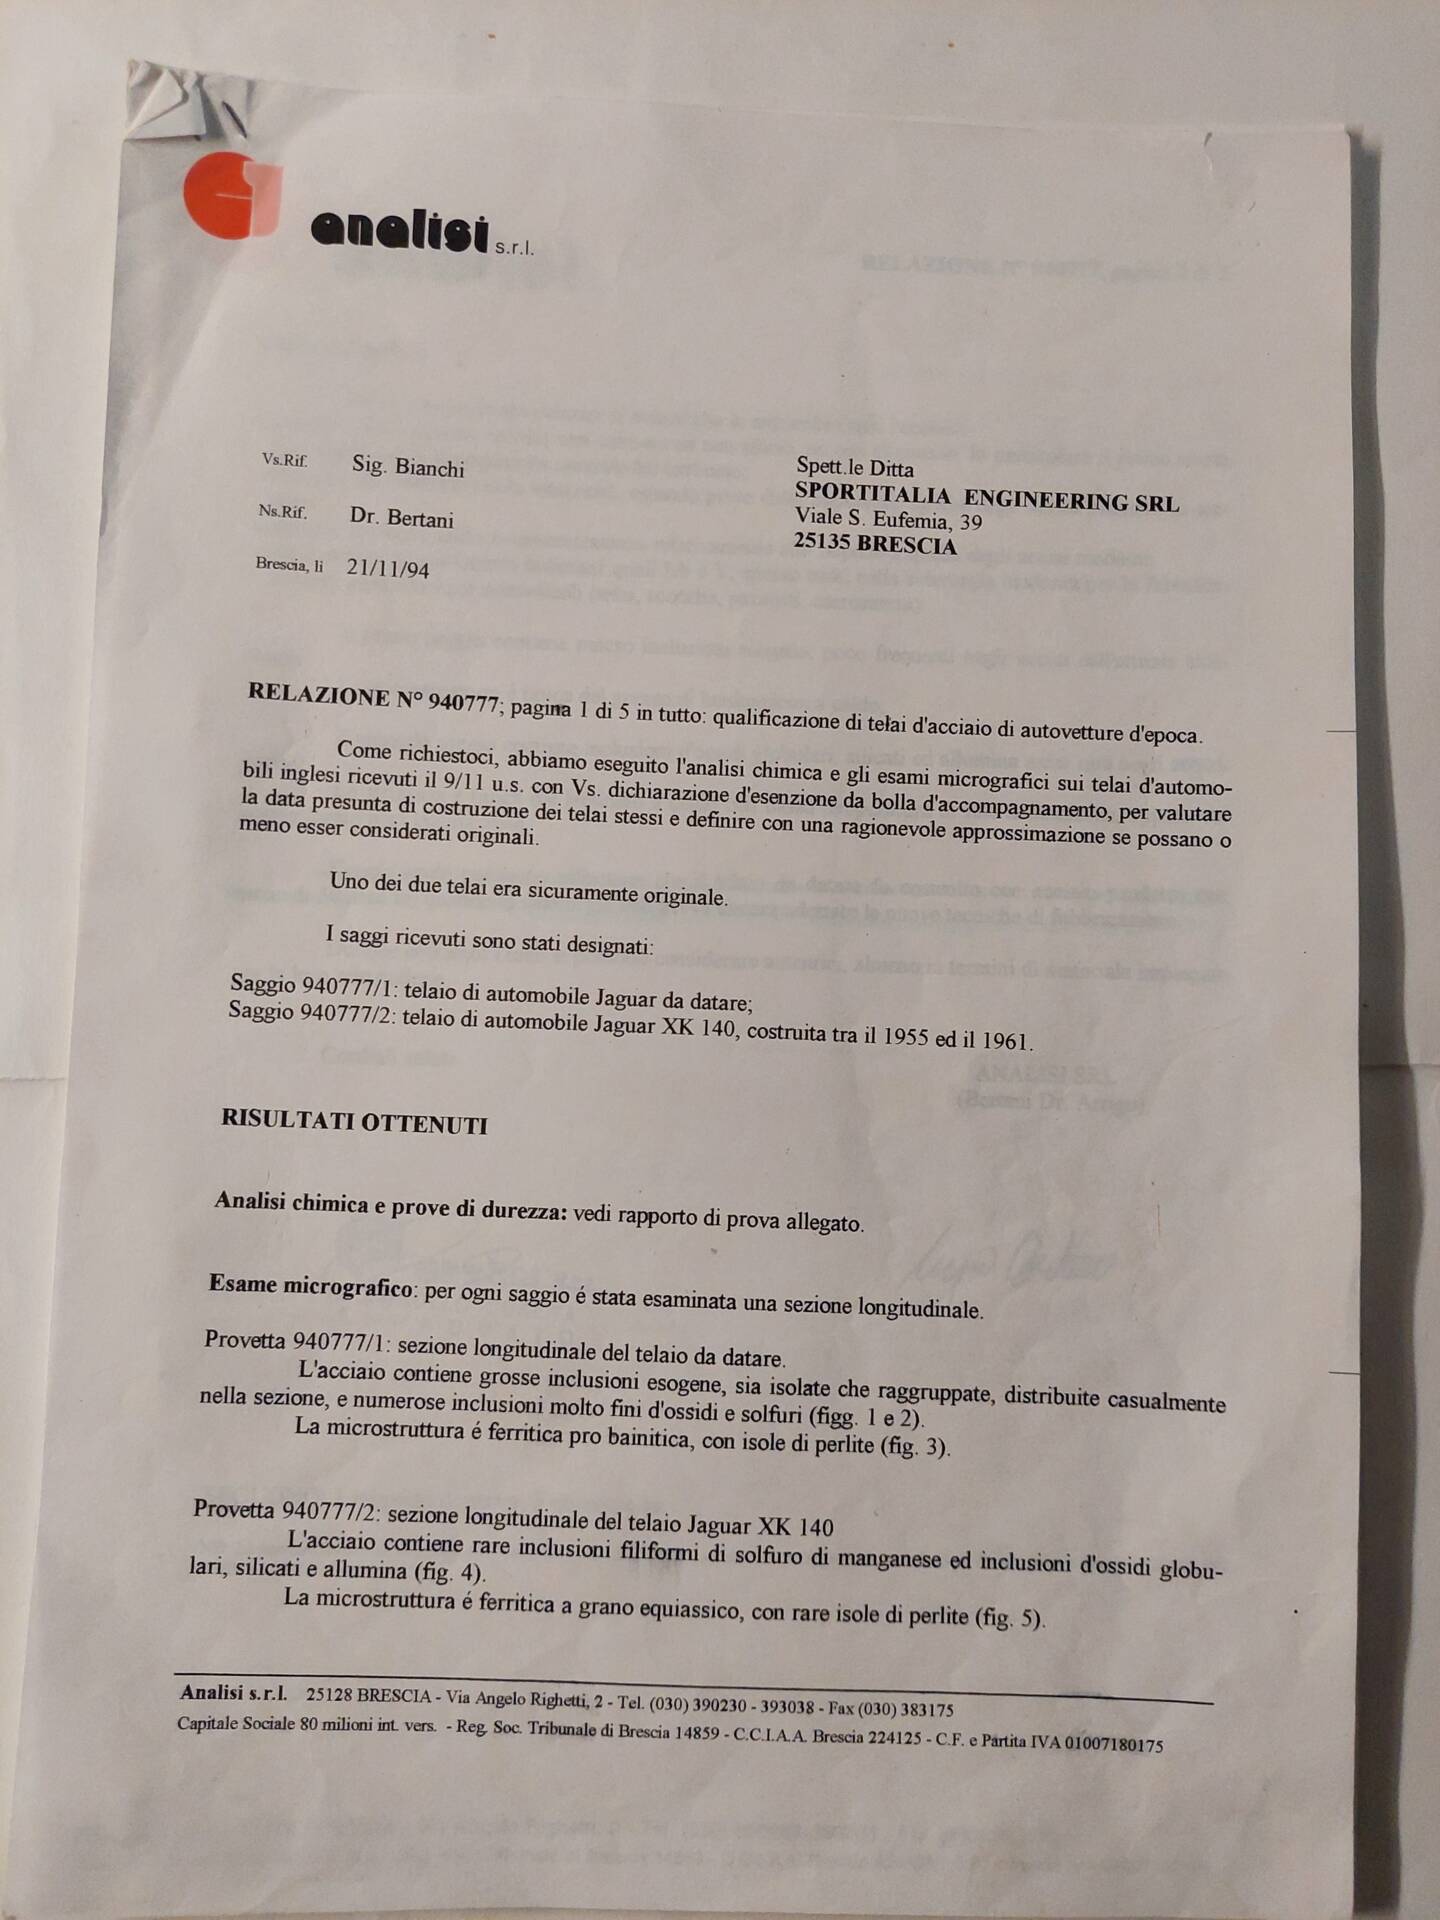 analisi s.r.l.
Vs.Rif. Sig. Bianchi
Ns.Rif. Dr. Bertani
Brescia, li 21/11/94
Spett.le Ditta
SPORTITALIA ENGINEERING SRL
Viale S. Eufemia, 39
25135 BRESCIA
RELAZIONE N° 940777; pagina 1 di 5 in tutto: qualificazione di telai d'acciaio di autovetture d'epoca.
Come richiestoci, abbiamo eseguito l'analisi chimica e gli esami micrografici sui telai d'automo-
bili inglesi ricevuti il 9/11 u.s. con Vs. dichiarazione d'esenzione da bolla d'accompagnamento, per valutare
la data presunta di costruzione dei telai stessi e definire con una ragionevole approssimazione se possano o
meno esser considerati originali.
Uno dei due telai era sicuramente originale.
I saggi ricevuti sono stati designati:
Saggio 940777/1: telaio di automobile Jaguar da datare;
Saggio 940777/2: telaio di automobile Jaguar XK 140, costruita tra il 1955 ed il 1961.
RISULTATI OTTENUTI
Analisi chimica e prove di durezza: vedi rapporto di prova allegato.
Esame micrografico: per ogni saggio é stata esaminata una sezione longitudinale.
Provetta 940777/1: sezione longitudinale del telaio da datare.
L'acciaio contiene grosse inclusioni esogene, sia isolate che raggruppate, distribuite casualmente
nella sezione, e numerose inclusioni molto fini d'ossidi e solfuri (figg. 1 e 2).
La microstruttura é ferritica pro bainitica, con isole di perlite (fig. 3).
Provetta 940777/2: sezione longitudinale del telaio Jaguar XK 140
L'acciaio contiene rare inclusioni filiformi di solfuro di manganese ed inclusioni d'ossidi globu-
lari, silicati e allumina (fig. 4).
La microstruttura é ferritica a grano equiassico, con rare isole di perlite (fig. 5).
Analisi s.r.l. 25128 BRESCIA - Via Angelo Righetti, 2 - Tel. (030) 390230 - 393038 - Fax (030) 383175
Capitale Sociale 80 milioni int. vers. - Reg. Soc. Tribunale di Brescia 14859 - C.C.I.A.A. Brescia 224125 - C.F. e Partita IVA 01007180175